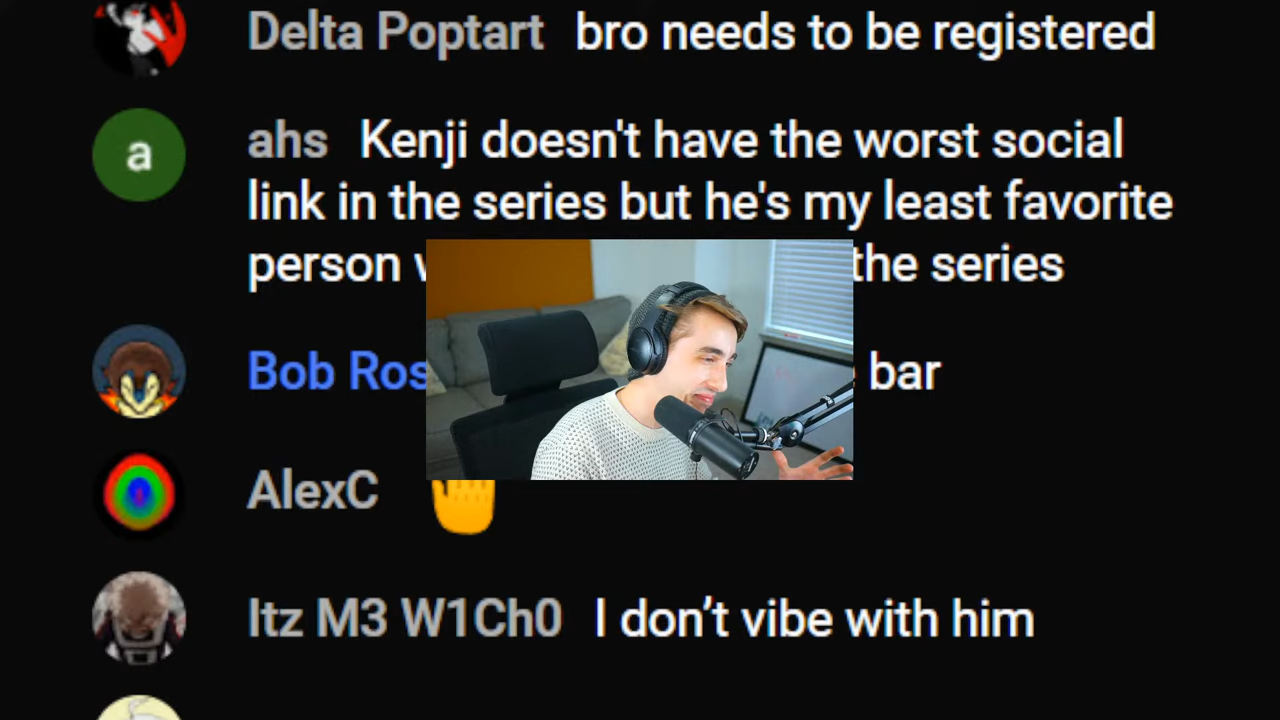 Delta Poptart bro needs to be registered
ahs Kenji doesn't have the worst social
link in the series but he's my least favorite
person the series
Bob Ros bar
AlexC
Itz M3 W1Ch0 I don’t vibe with him